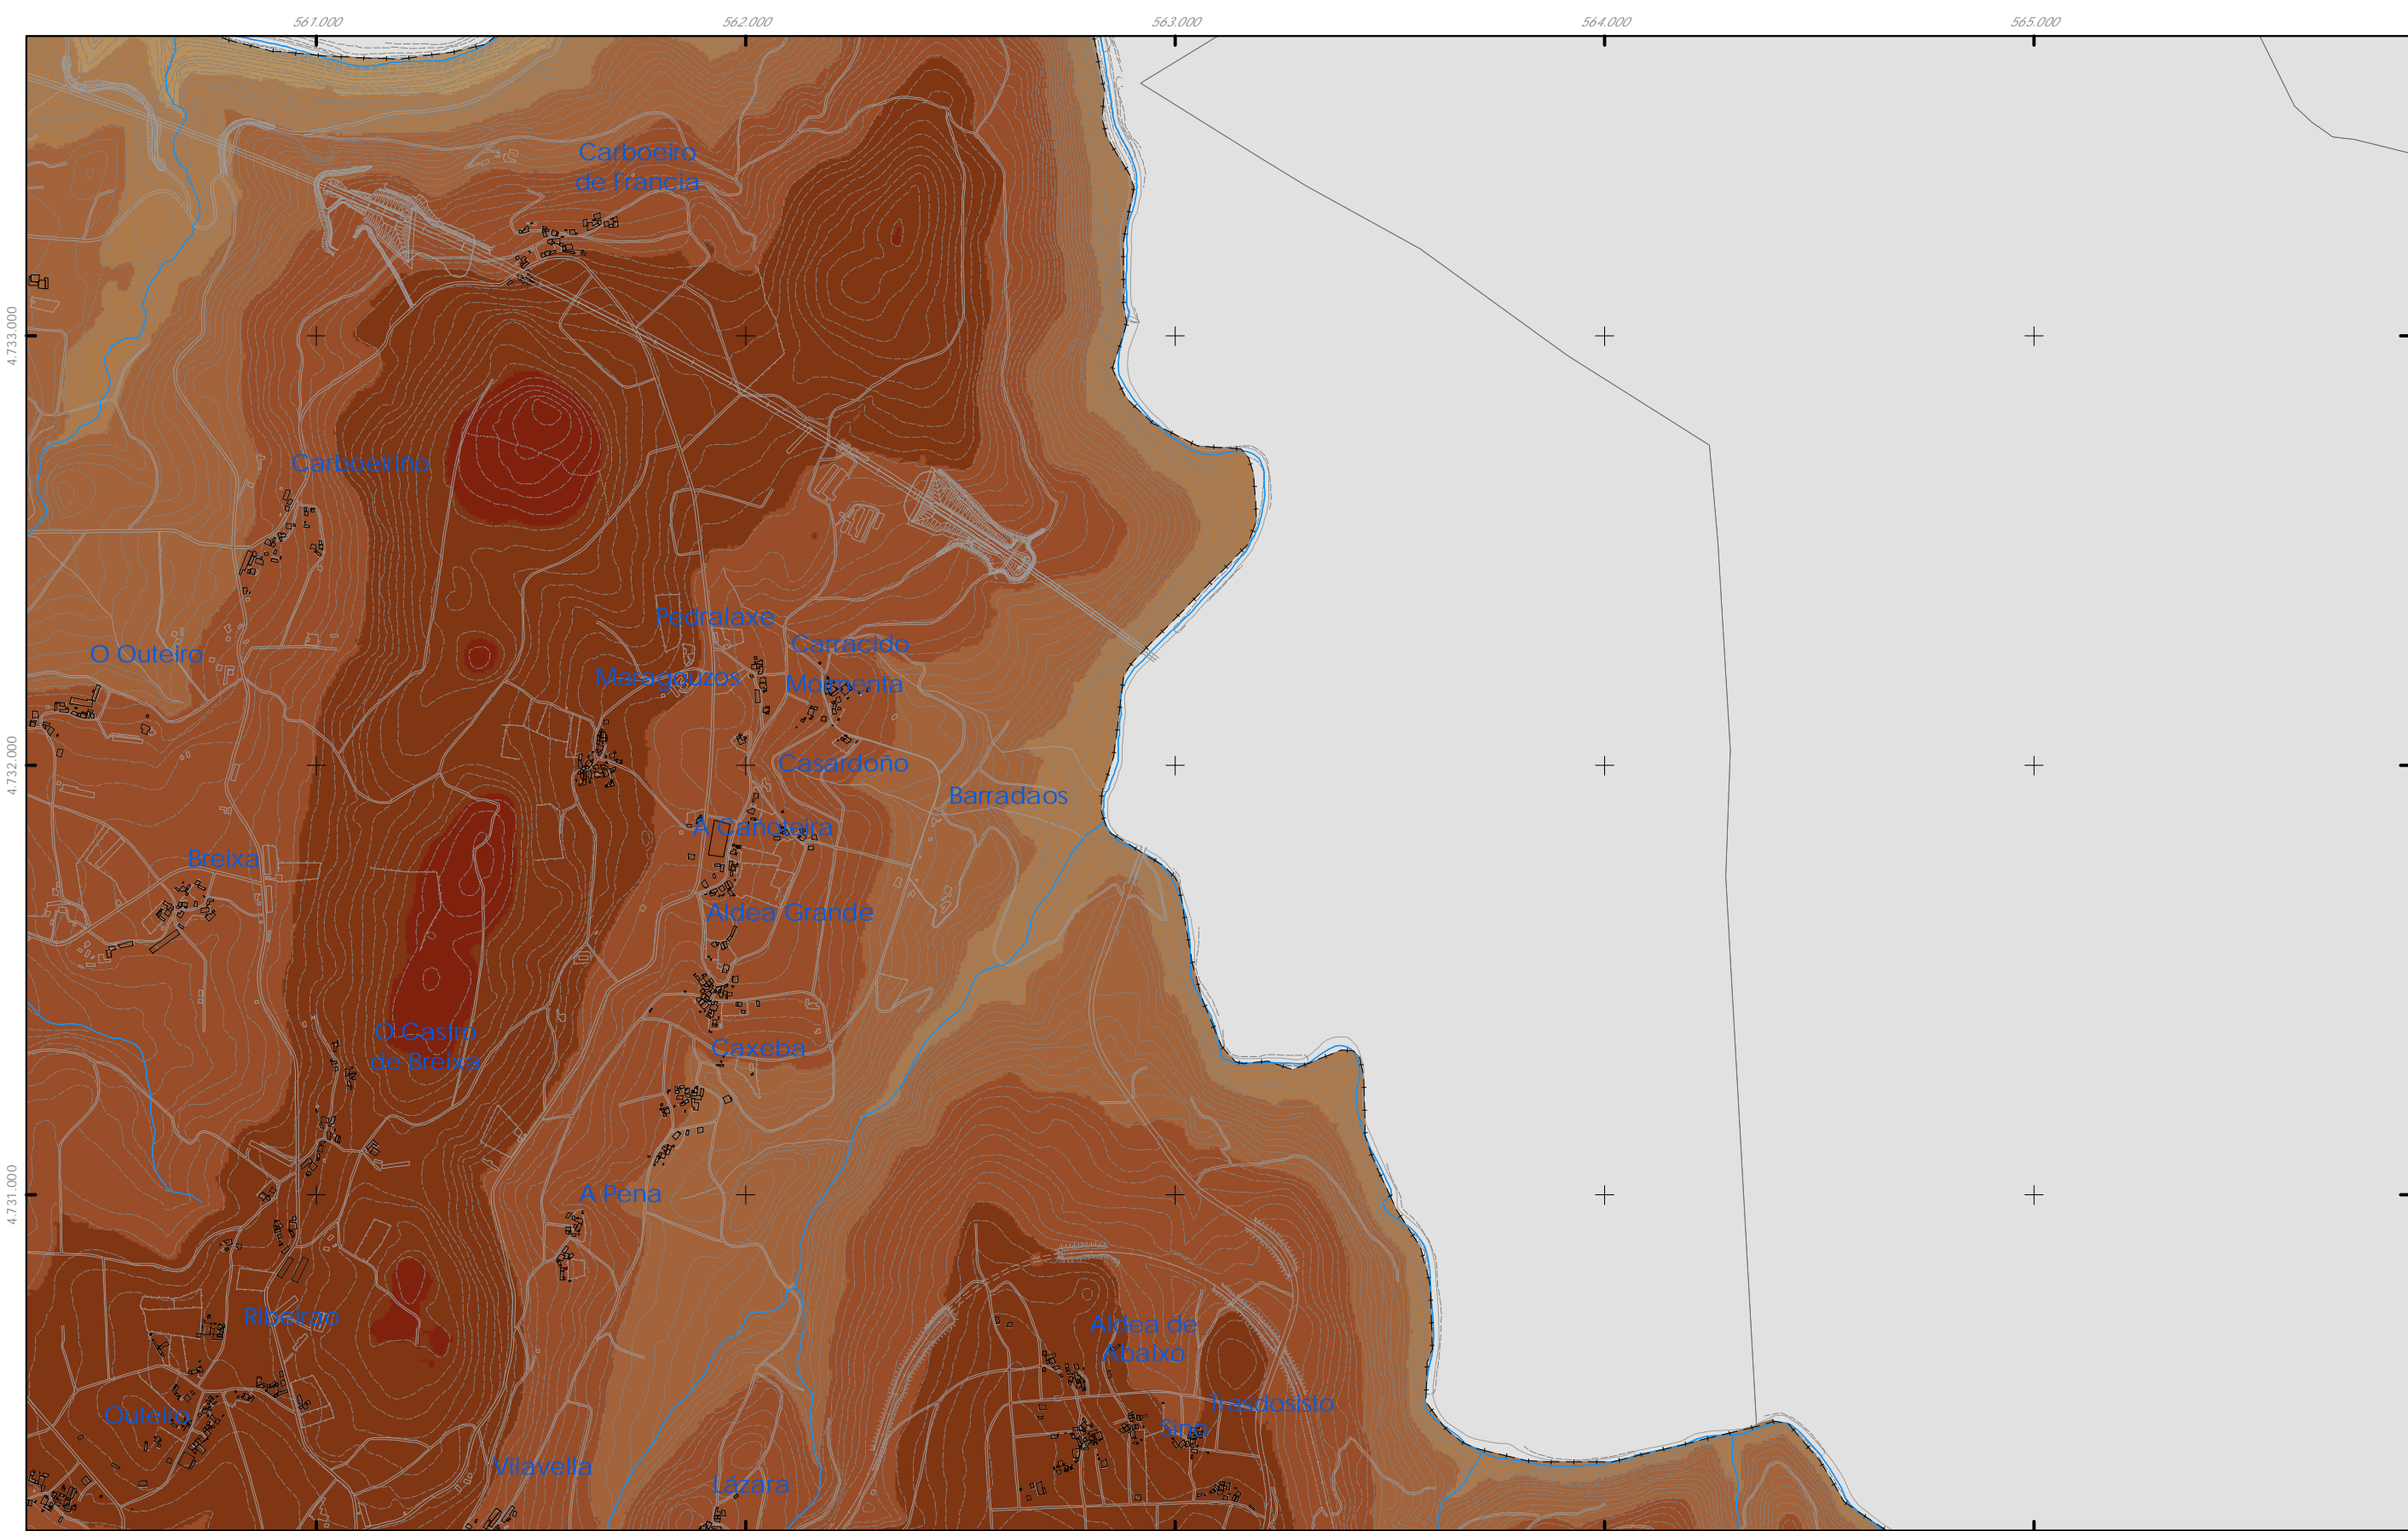 561.000
562.000
563.000
564.000
565.000
Carboeiro
de Francia
4.733.000
Carboeiriño
Pedralaxe
Carracido
O Outeiro
Maragouzos
Moimenta
4.732.000
Casardoño
Barradaos
A Cañoteira
Breixa
Aldea Grande
O Castro
de Breixa
Caxeba
4.731.000
A Pena
Ribeirao
Aldea de
Abaixo
Trasdosisto
Outeiro
Sino
Vilavella
Lázara